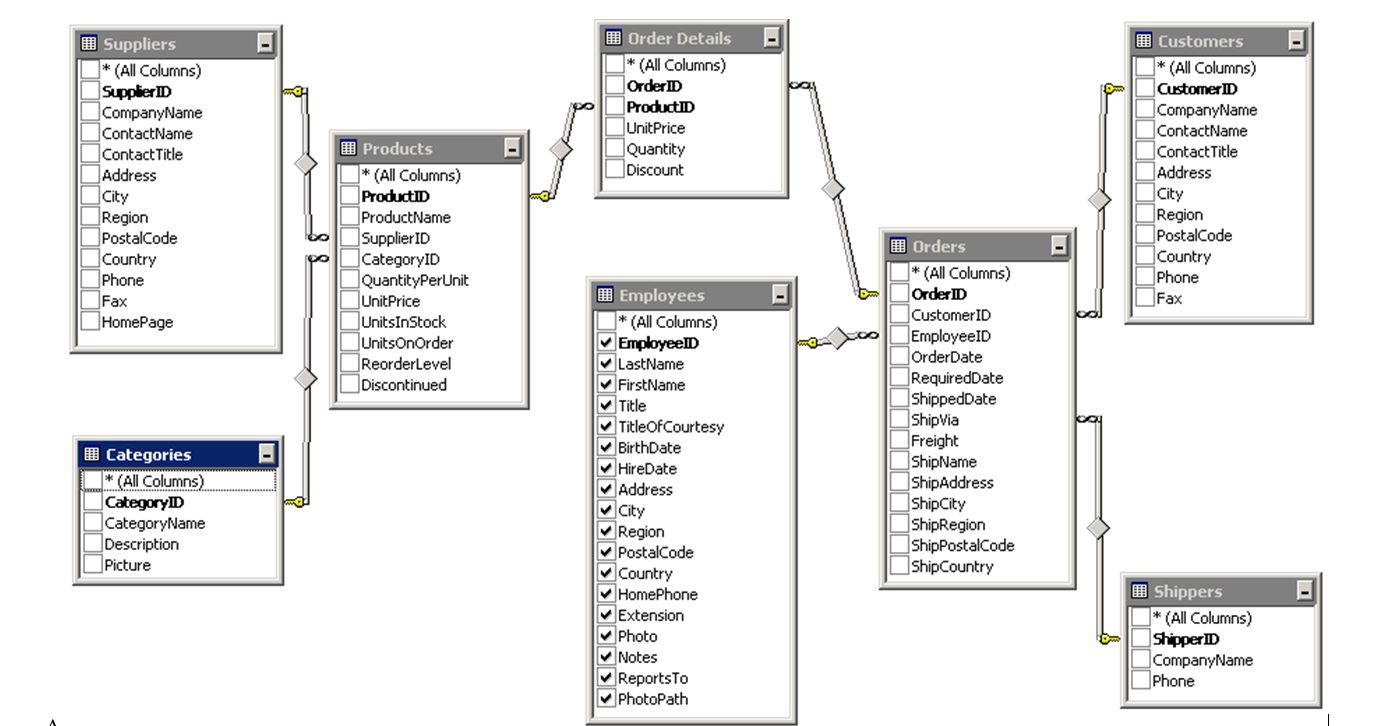 Suppliers
* (All Columns)
SupplierID
CompanyName
ContactName
ContactTitle
Address
City
Region
PostalCode
Country
Phone
Fax
HomePage
Categories
* (All Columns)
CategoryID
CategoryName
Description
Picture
Products
* (All Columns)
ProductID
ProductName
SupplierID
CategoryID
QuantityPerUnit
UnitPrice
UnitsInStock
UnitsOnOrder
ReorderLevel
Discontinued
Order Details
* (All Columns)
OrderID
ProductID
UnitPrice
Quantity
Discount
Employees
* (All Columns)
EmployeeID
LastName
FirstName
Title
TitleOfCourtesy
BirthDate
HireDate
Address
City
Region
PostalCode
Country
HomePhone
Extension
Photo
Notes
ReportsTo
PhotoPath
Orders
* (All Columns)
OrderID
CustomerID
EmployeeID
OrderDate
RequiredDate
ShippedDate
ShipVia
Freight
ShipName
ShipAddress
ShipCity
ShipRegion
ShipPostalCode
ShipCountry
Customers
* (All Columns)
CustomerID
CompanyName
ContactName
ContactTitle
Address
City
Region
PostalCode
Country
Phone
Fax
Shippers
* (All Columns)
ShipperID
CompanyName
Phone